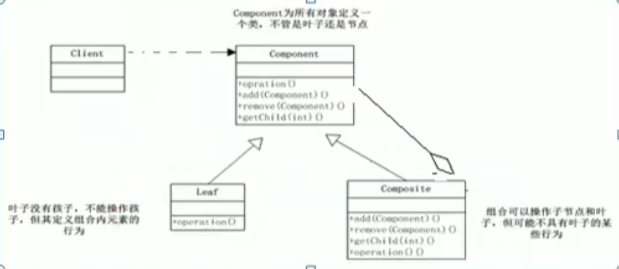 Component为所有对象定义一
个类，不管是叶子还是节点
Client
Component
+opration()
+add(Component)()
+remove(Component)()
+getChild(int)()
叶子没有孩子，不能操作孩
子，但其定义组合内元素的
行为
Leaf
+operation()
Composite
+add(Component)()
+remove(Component)()
+getChild(int)()
+operation()()
组合可以操作子节点和叶
子，但可能不具有叶子的某
些行为